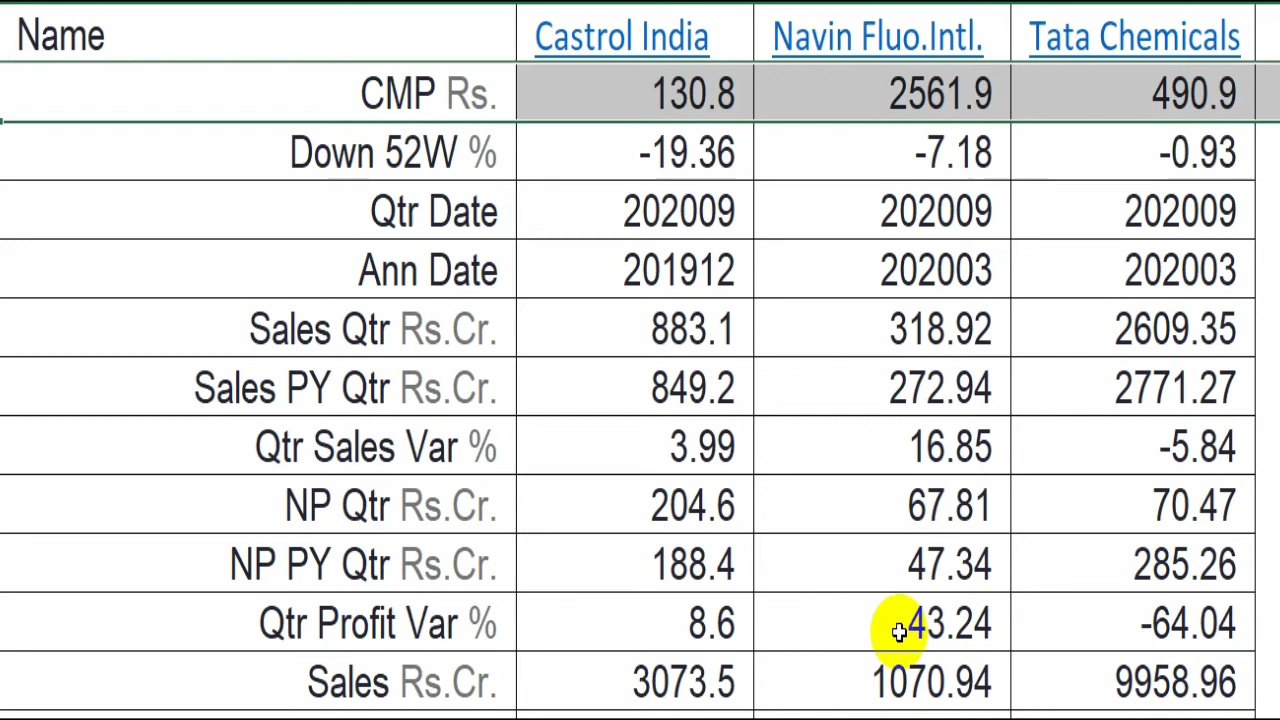 Name Castrol India Navin Fluo.Intl. Tata Chemicals
CMP Rs. 130.8 2561.9 490.9
Down 52W % -19.36 -7.18 -0.93
Qtr Date 202009 202009 202009
Ann Date 201912 202003 202003
Sales Qtr Rs.Cr. 883.1 318.92 2609.35
Sales PY Qtr Rs.Cr. 849.2 272.94 2771.27
Qtr Sales Var % 3.99 16.85 -5.84
NP Qtr Rs.Cr. 204.6 67.81 70.47
NP PY Qtr Rs.Cr. 188.4 47.34 285.26
Qtr Profit Var % 8.6 43.24 -64.04
Sales Rs.Cr. 3073.5 1070.94 9958.96